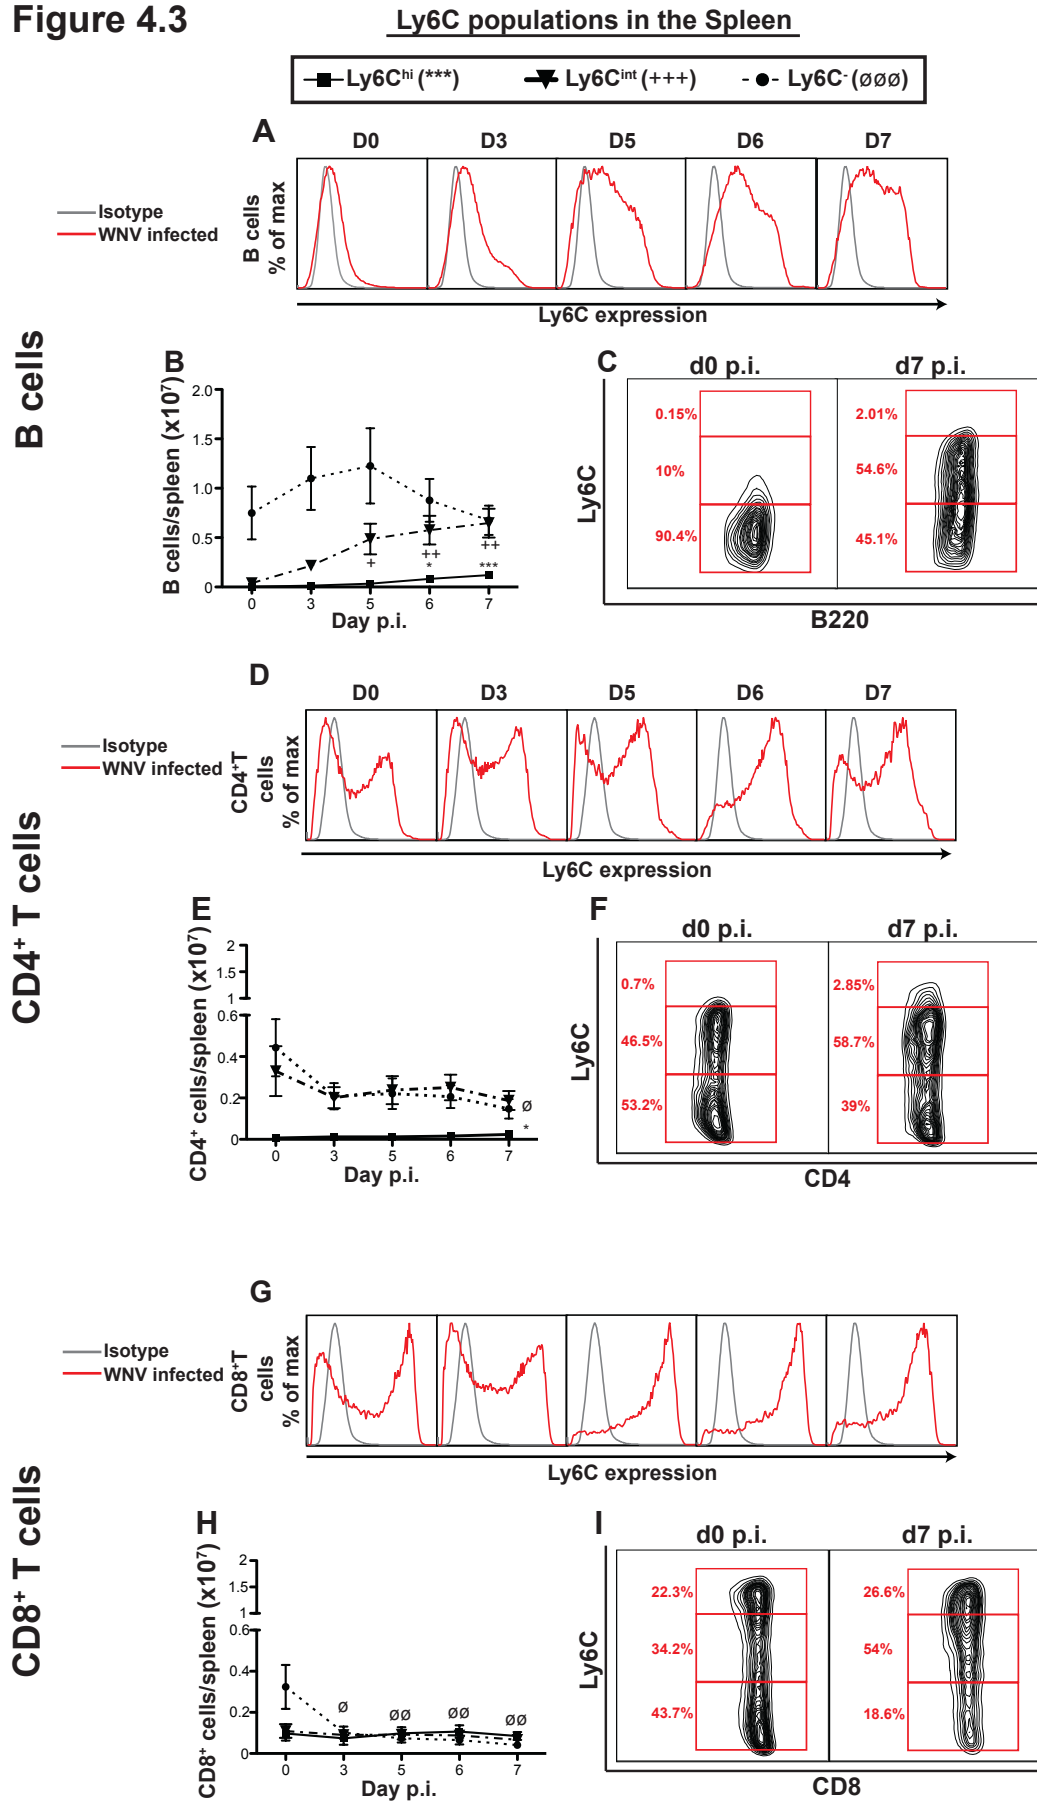 Figure 4.3
Ly6C populations in the Spleen
Ly6Cʰⁱ (***) Ly6Cⁱⁿᵗ (+++) Ly6C⁻ (ØØØ)
A
D0 D3 D5 D6 D7
Isotype
WNV infected
B cells
% of max
Ly6C expression
B cells
B
B cells/spleen (x10⁷)
2.0
1.5
1.0
0.5
0
+
++
*
++
***
0 3 5 6 7
Day p.i.
C
d0 p.i. d7 p.i.
Ly6C
0.15%
10%
90.4%
2.01%
54.6%
45.1%
B220
D
D0 D3 D5 D6 D7
Isotype
WNV infected
CD4⁺T
cells
% of max
Ly6C expression
CD4⁺ T cells
E
CD4⁺ cells/spleen (x10⁷)
2
1.5
1
0.6
0.4
0.2
0
Ø
*
0 3 5 6 7
Day p.i.
F
d0 p.i. d7 p.i.
Ly6C
0.7%
46.5%
53.2%
2.85%
58.7%
39%
CD4
G
Isotype
WNV infected
CD8⁺T
cells
% of max
Ly6C expression
CD8⁺ T cells
H
CD8⁺ cells/spleen (x10⁷)
2
1.5
1
0.6
0.4
0.2
0
Ø ØØ ØØ ØØ
0 3 5 6 7
Day p.i.
I
d0 p.i. d7 p.i.
Ly6C
22.3%
34.2%
43.7%
26.6%
54%
18.6%
CD8